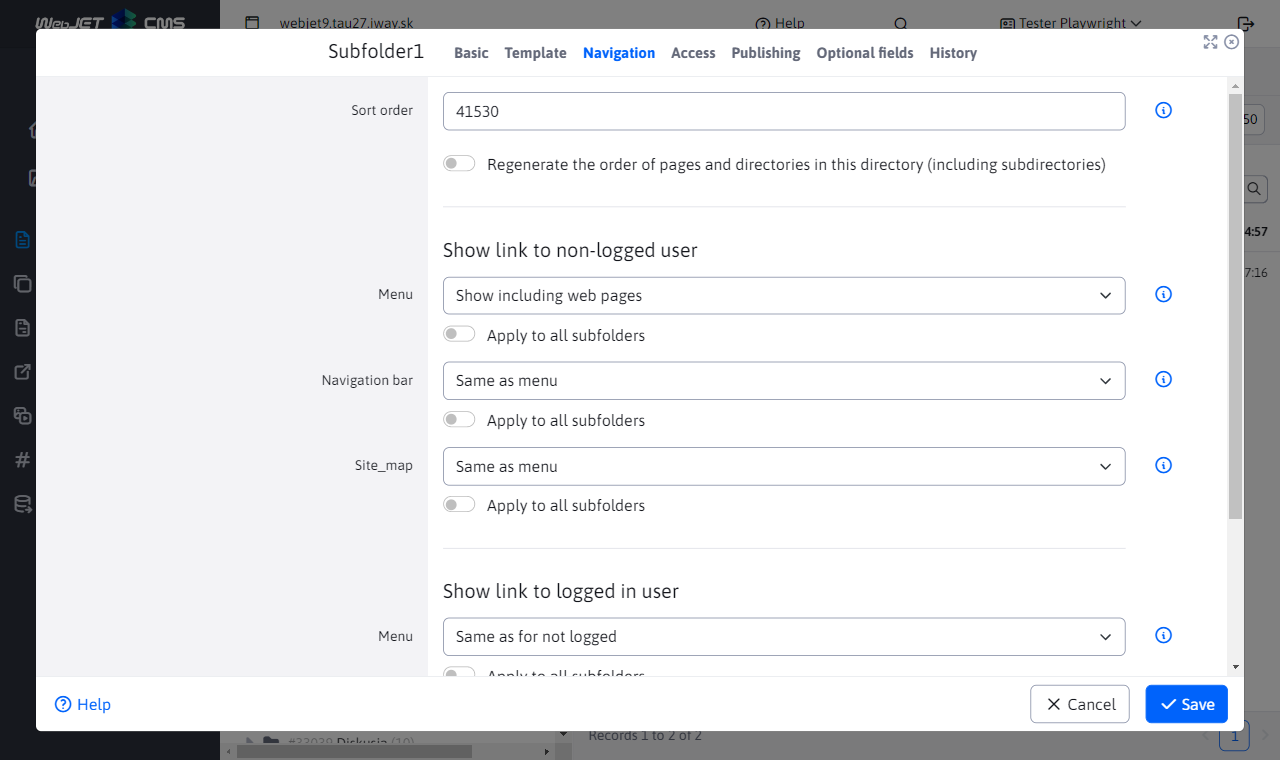 WebJET CMS
webjet9.tau27.iway.sk
Help
Tester Playwright
Subfolder1
Basic Template Navigation Access Publishing Optional fields History
Sort order
41530
50
Regenerate the order of pages and directories in this directory (including subdirectories)
4:57
Show link to non-logged user
7:16
Menu
Show including web pages
Apply to all subfolders
Navigation bar
Same as menu
Apply to all subfolders
Site_map
Same as menu
Apply to all subfolders
Show link to logged in user
Menu
Same as for not logged
Apply to all subfolders
Help
Cancel
Save
#33039 Diskusia (10)
Records 1 to 2 of 2
1